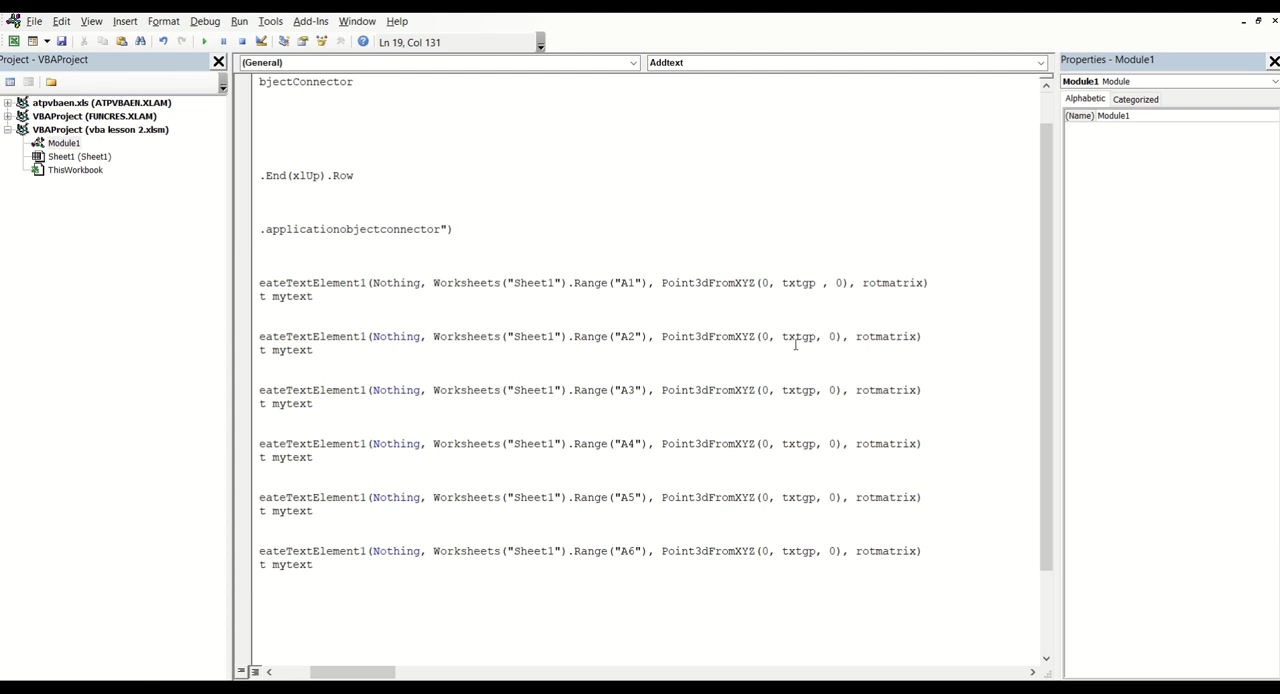 File Edit View Insert Format Debug Run Tools Add-Ins Window Help
Ln 19, Col 131
Project - VBAProject
(General)
Addtext
Properties - Module1
Module1 Module
Alphabetic Categorized
(Name) Module1
atpvbaen.xls (ATPVBAEN.XLAM)
VBAProject (FUNCRES.XLAM)
VBAProject (vba lesson 2.xlsm)
Module1
Sheet1 (Sheet1)
ThisWorkbook
bjectConnector
.End(xlUp).Row
.applicationobjectconnector")
eateTextElement1(Nothing, Worksheets("Sheet1").Range("A1"), Point3dFromXYZ(0, txtgp , 0), rotmatrix)
t mytext
eateTextElement1(Nothing, Worksheets("Sheet1").Range("A2"), Point3dFromXYZ(0, txtgp, 0), rotmatrix)
t mytext
eateTextElement1(Nothing, Worksheets("Sheet1").Range("A3"), Point3dFromXYZ(0, txtgp, 0), rotmatrix)
t mytext
eateTextElement1(Nothing, Worksheets("Sheet1").Range("A4"), Point3dFromXYZ(0, txtgp, 0), rotmatrix)
t mytext
eateTextElement1(Nothing, Worksheets("Sheet1").Range("A5"), Point3dFromXYZ(0, txtgp, 0), rotmatrix)
t mytext
eateTextElement1(Nothing, Worksheets("Sheet1").Range("A6"), Point3dFromXYZ(0, txtgp, 0), rotmatrix)
t mytext